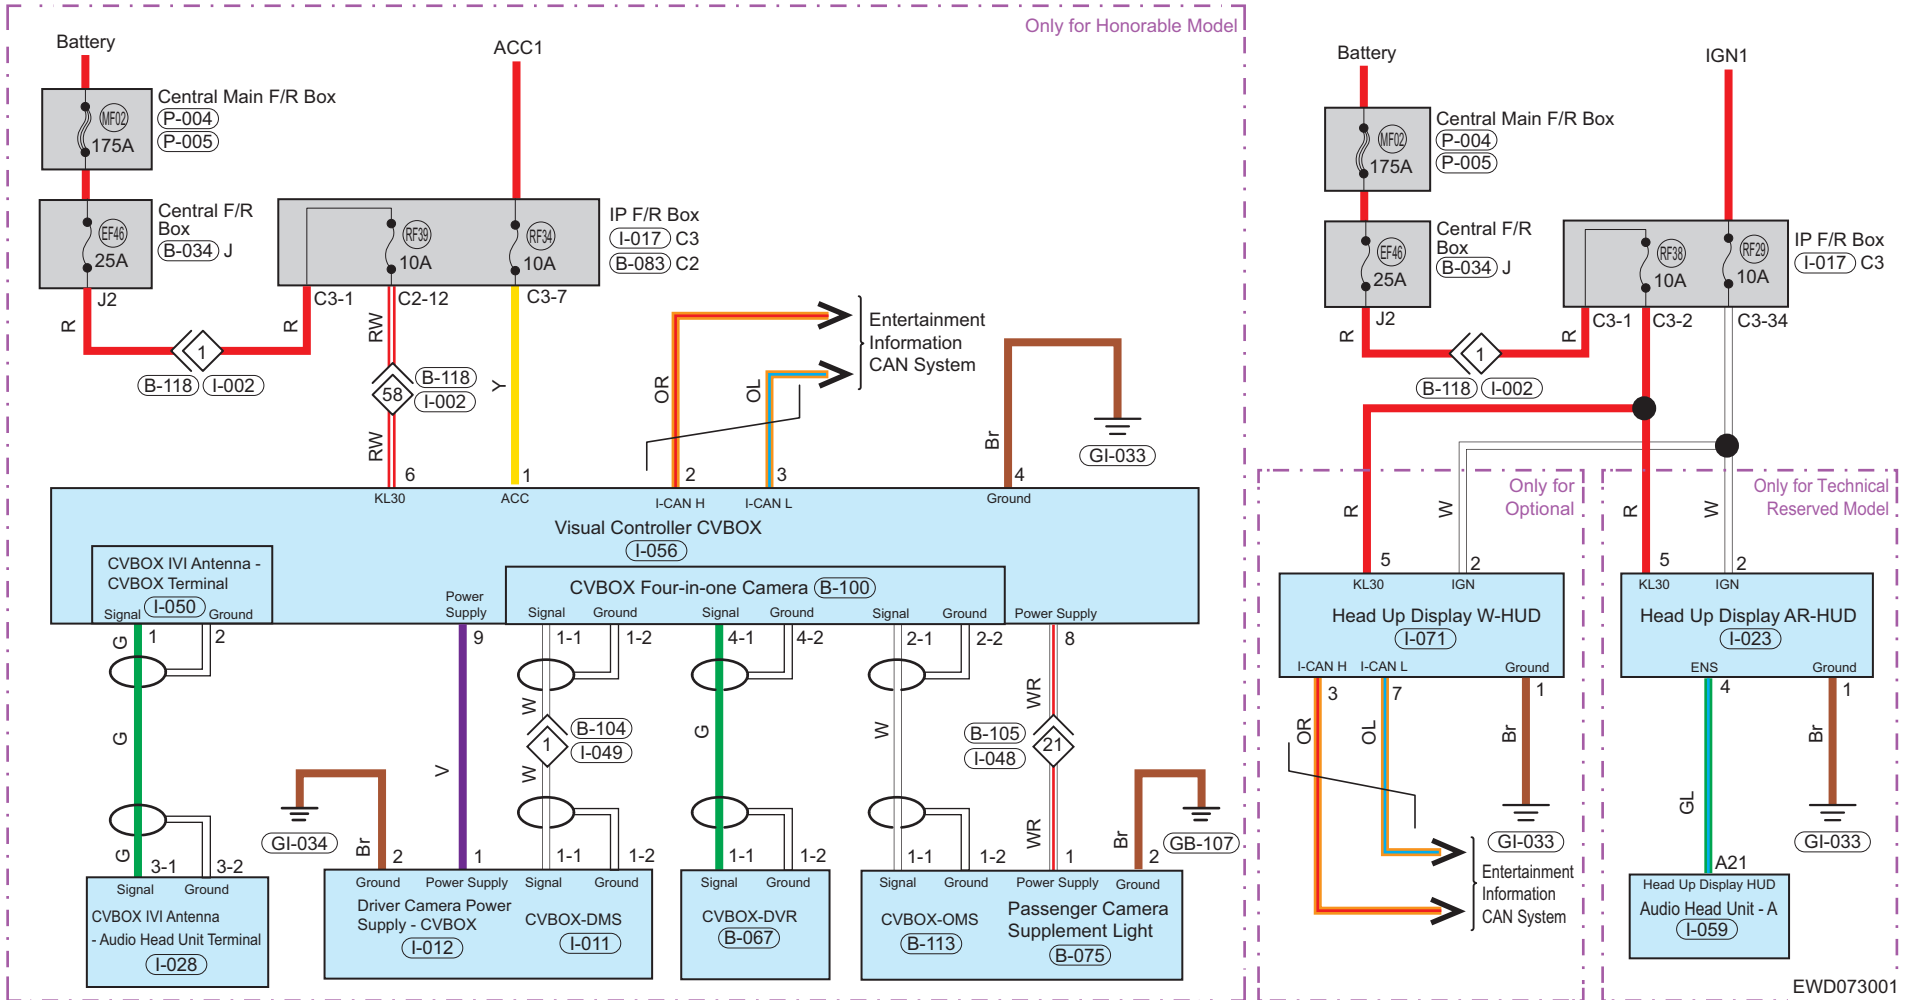 Only for Honorable Model
Battery
ACC1
Central Main F/R Box
P-004
P-005
MF02
175A
Central F/R
Box
B-034 J
EF46
25A
J2
RF39
10A
RF34
10A
IP F/R Box
I-017 C3
B-083 C2
C3-1
C2-12
C3-7
R
R
RW
1
B-118 I-002
58
B-118
I-002
RW
Y
OR
OL
Entertainment
Information
CAN System
Br
GI-033
6
1
2
3
4
KL30
ACC
I-CAN H
I-CAN L
Ground
Visual Controller CVBOX
I-056
CVBOX IVI Antenna -
CVBOX Terminal
I-050
Signal
Ground
Power
Supply
CVBOX Four-in-one Camera B-100
Signal
Ground
Signal
Ground
Signal
Ground
Power Supply
1
2
9
1-1
1-2
4-1
4-2
2-1
2-2
8
G
G
G
V
W
1
B-104
I-049
W
G
W
WR
B-105
I-048
21
WR
GI-034
Br
Br
GB-107
3-1
3-2
2
1
1-1
1-2
1-1
1-2
1-1
1-2
1
2
Signal
Ground
CVBOX IVI Antenna
- Audio Head Unit Terminal
I-028
Ground
Power Supply
Signal
Ground
Driver Camera Power
Supply - CVBOX
I-012
CVBOX-DMS
I-011
Signal
Ground
CVBOX-DVR
B-067
Signal
Ground
Power Supply
Ground
CVBOX-OMS
B-113
Passenger Camera
Supplement Light
B-075
Battery
IGN1
Central Main F/R Box
P-004
P-005
MF02
175A
Central F/R
Box
B-034 J
EF46
25A
J2
RF38
10A
RF29
10A
IP F/R Box
I-017 C3
C3-1
C3-2
C3-34
R
R
1
B-118 I-002
Only for
Optional
Only for Technical
Reserved Model
R
W
R
W
5
2
5
2
KL30
IGN
Head Up Display W-HUD
I-071
I-CAN H
I-CAN L
Ground
3
7
1
OR
OL
Br
GI-033
Entertainment
Information
CAN System
KL30
IGN
Head Up Display AR-HUD
I-023
ENS
Ground
4
1
GL
Br
GI-033
A21
Head Up Display HUD
Audio Head Unit - A
I-059
EWD073001